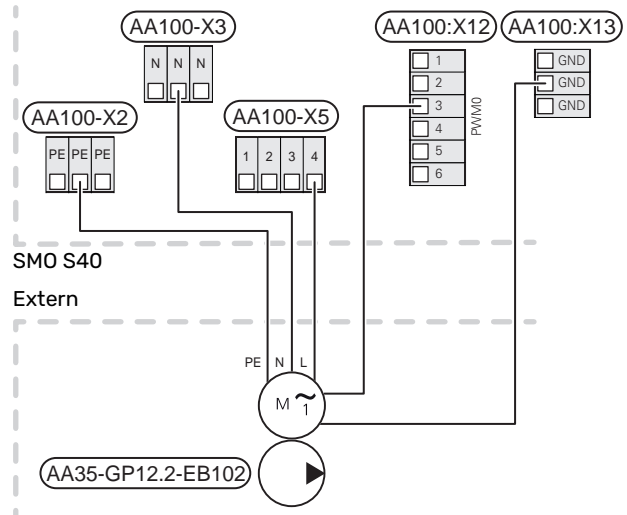 AA100-X3
N N N
AA100:X12
1
2
3
4
5
6
PWM0
AA100:X13
GND
GND
GND
AA100-X2
PE PE PE
AA100-X5
1 2 3 4
SMO S40
Extern
PE N L
M ~ 1
AA35-GP12.2-EB102